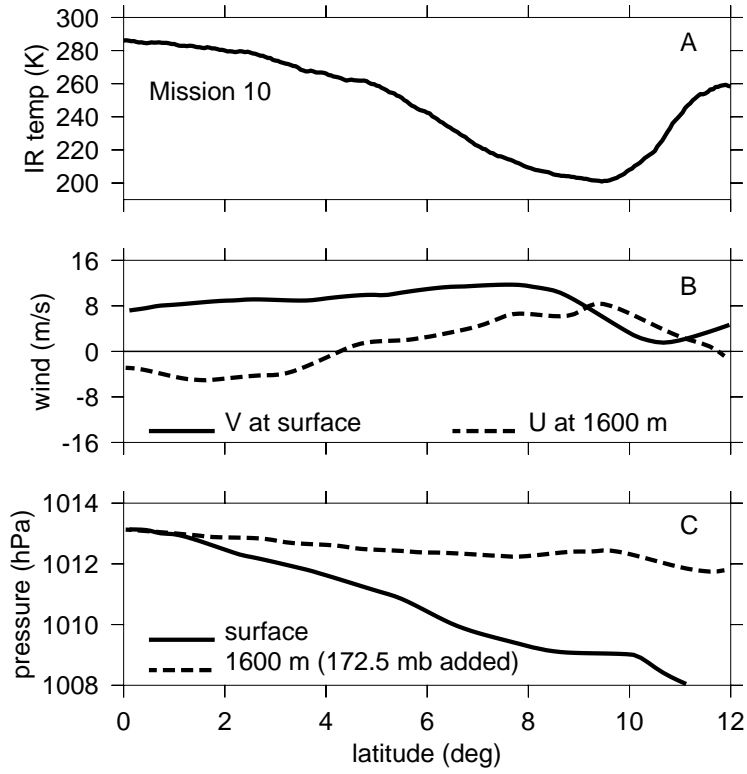 300
280
260
240
220
200
IR temp (K)
A
Mission 10
16
8
0
-8
-16
wind (m/s)
B
V at surface
U at 1600 m
1014
1012
1010
1008
pressure (hPa)
C
surface
1600 m (172.5 mb added)
0 2 4 6 8 10 12
latitude (deg)